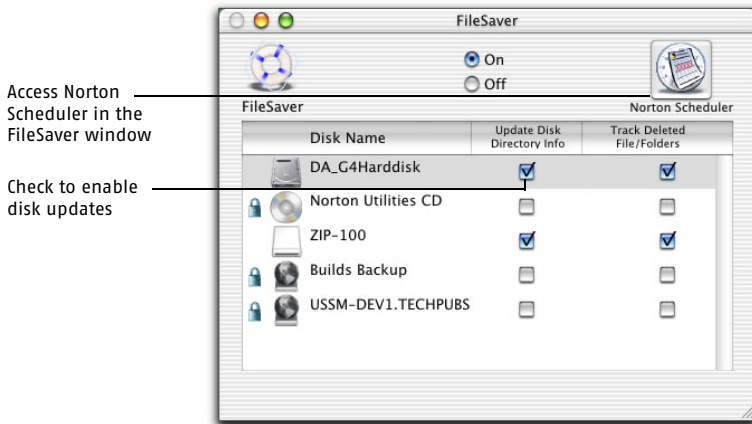 FileSaver
On
Off
Access Norton
Scheduler in the
FileSaver window
FileSaver
Norton Scheduler
Disk Name
Update Disk
Directory Info
Track Deleted
File/Folders
Check to enable
disk updates
DA_G4Harddisk
Norton Utilities CD
ZIP-100
Builds Backup
USSM-DEV1.TECHPUBS